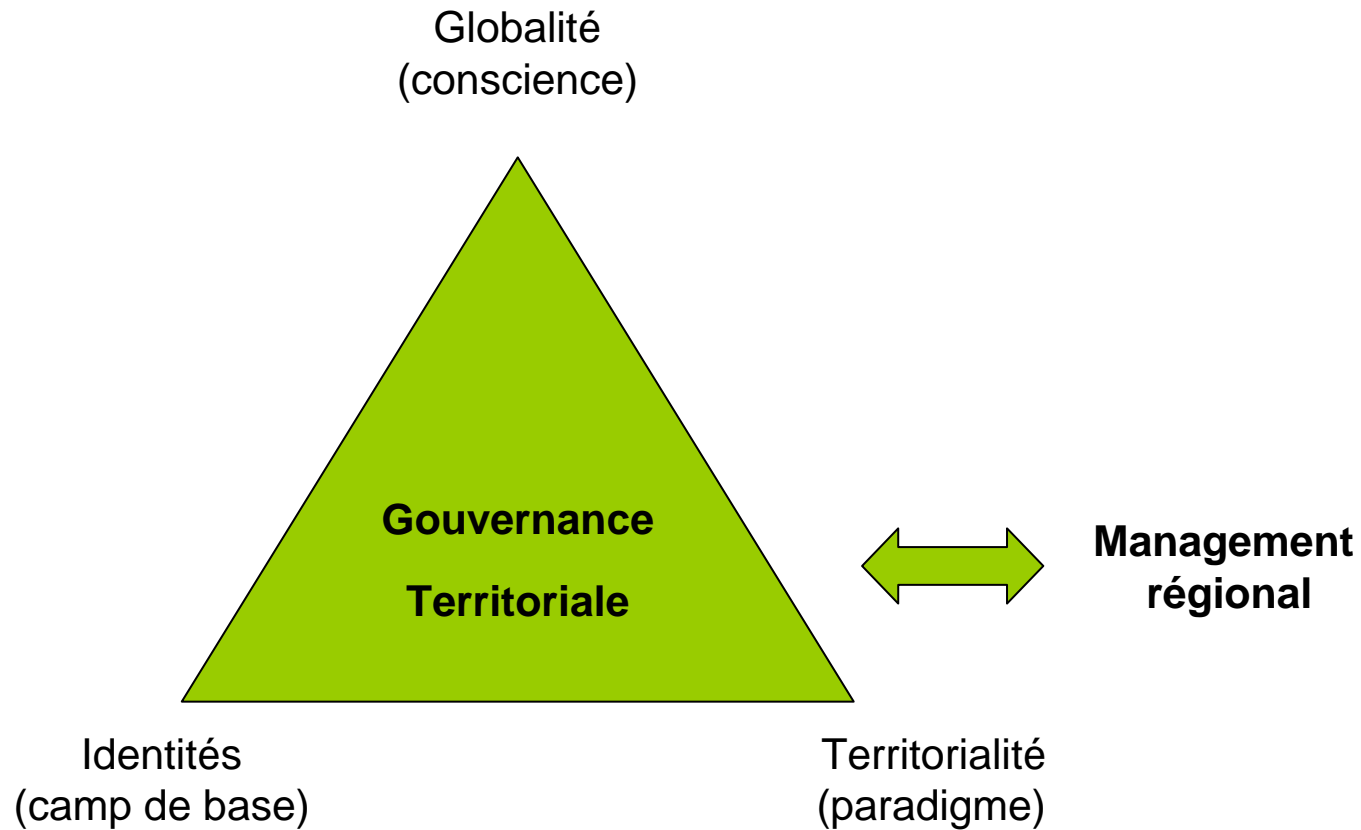 Globalité
(conscience)
Gouvernance
Territoriale
Management
régional
Identités
(camp de base)
Territorialité
(paradigme)